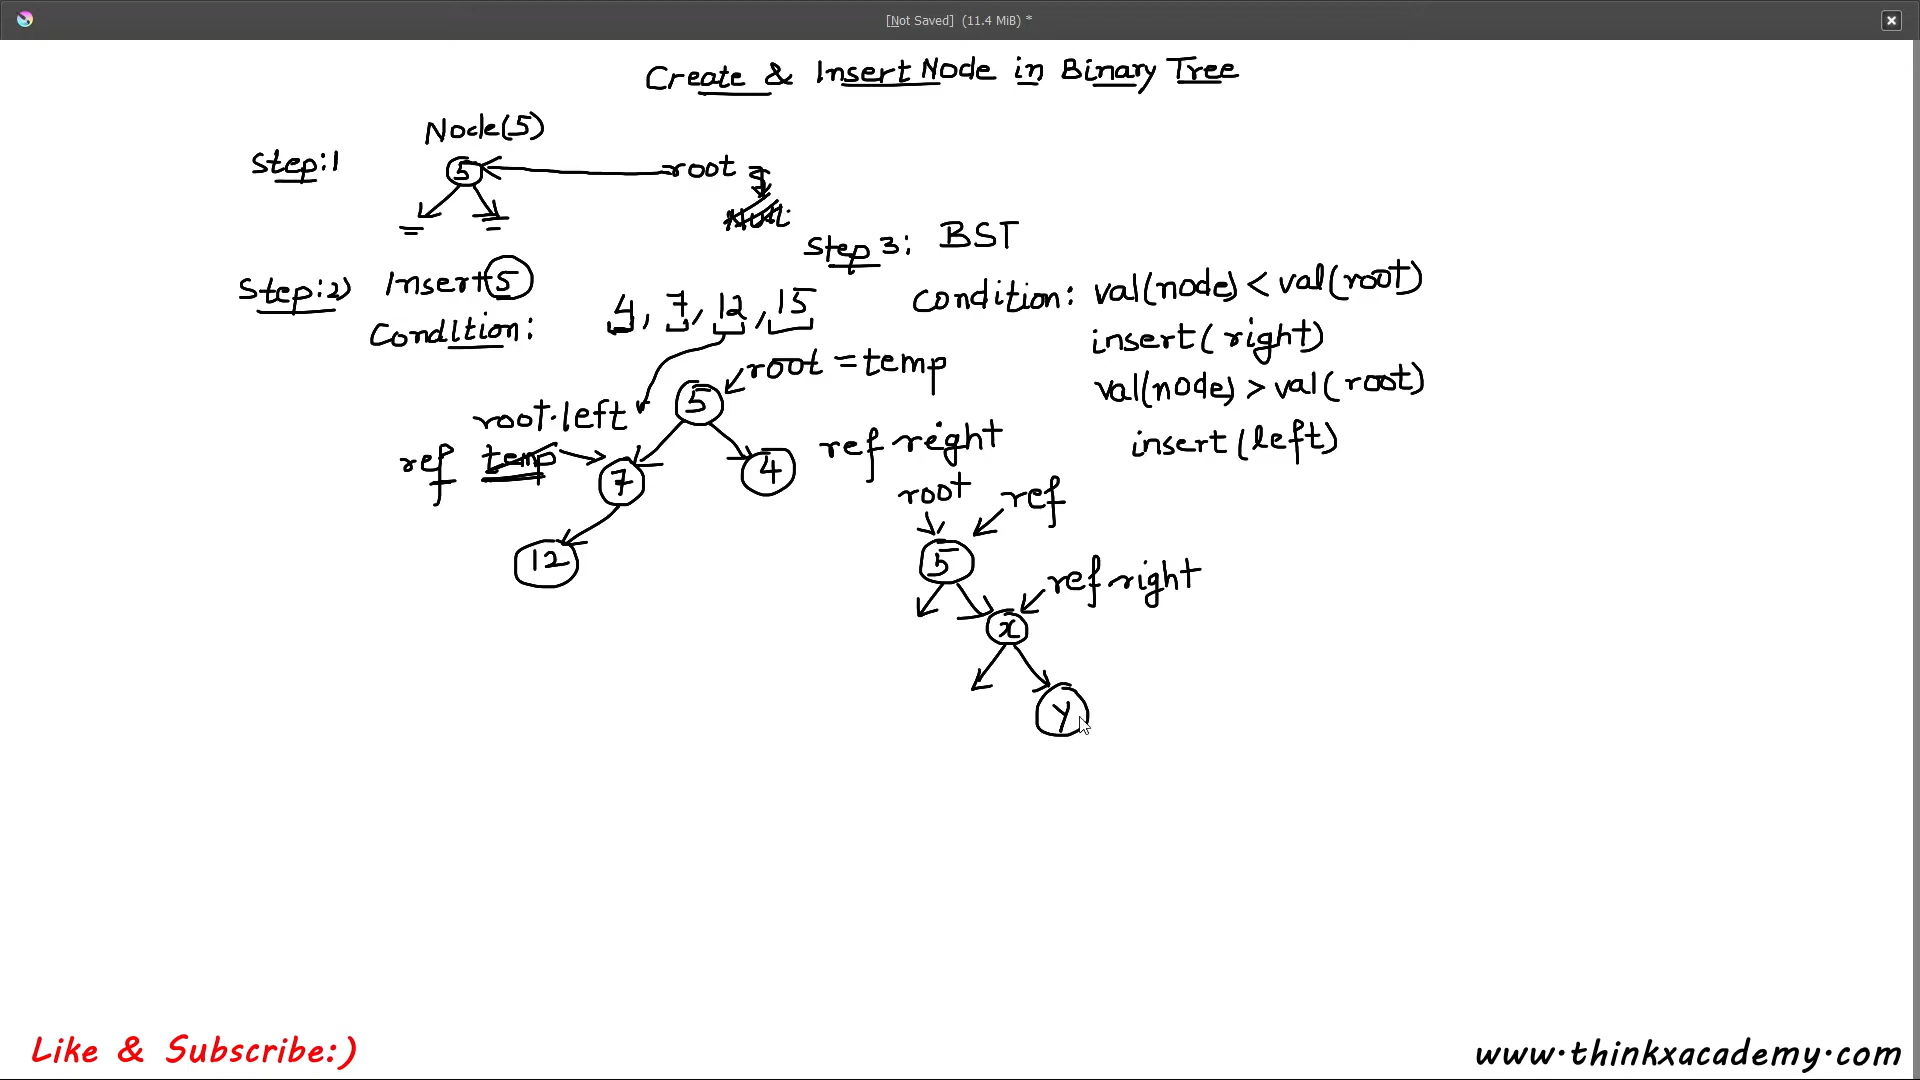 [Not Saved] (11.4 MiB) *
Create & Insert Node in Binary Tree
Node(5)
Step:1
5
root
Null
Step 3: BST
Step:2) Insert 5
Condition:
4, 7, 12, 15
Condition: val(node) < val(root)
insert(right)
val(node) > val(root)
insert(left)
root = temp
5
root.left
ref temp
7
4
12
ref right
root
ref
5
ref right
x
y
Like & Subscribe:)
www.thinkxacademy.com